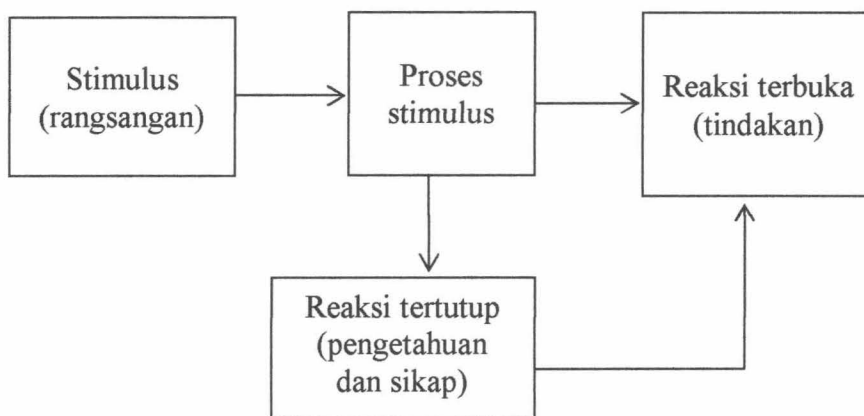 Stimulus
(rangsangan)
Proses
stimulus
Reaksi terbuka
(tindakan)
Reaksi tertutup
(pengetahuan
dan sikap)